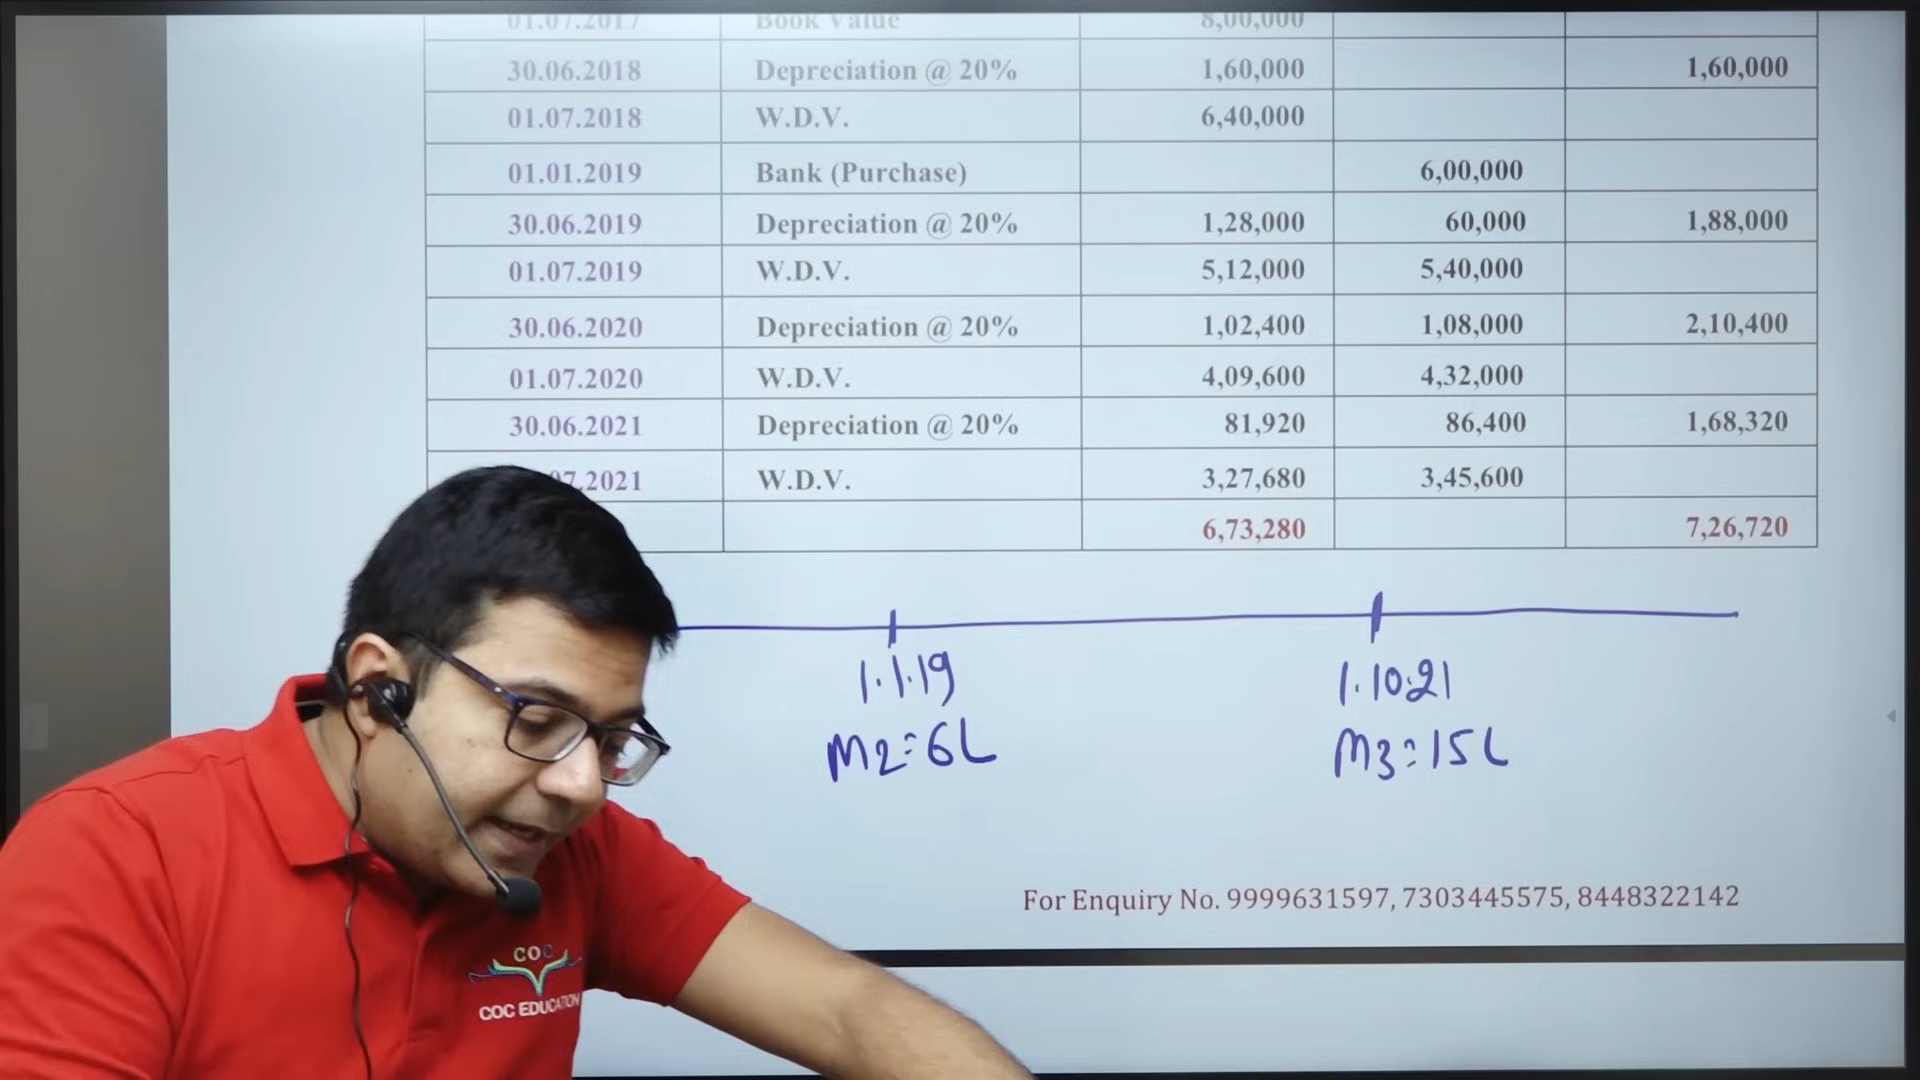 01.07.2017 Book Value 8,00,000
30.06.2018 Depreciation @ 20% 1,60,000 1,60,000
01.07.2018 W.D.V. 6,40,000
01.01.2019 Bank (Purchase) 6,00,000
30.06.2019 Depreciation @ 20% 1,28,000 60,000 1,88,000
01.07.2019 W.D.V. 5,12,000 5,40,000
30.06.2020 Depreciation @ 20% 1,02,400 1,08,000 2,10,400
01.07.2020 W.D.V. 4,09,600 4,32,000
30.06.2021 Depreciation @ 20% 81,920 86,400 1,68,320
07.2021 W.D.V. 3,27,680 3,45,600
6,73,280 7,26,720
1.1.19 1.10.21
M2=6L M3=15L
For Enquiry No. 9999631597, 7303445575, 8448322142
COC
COC EDUCATION